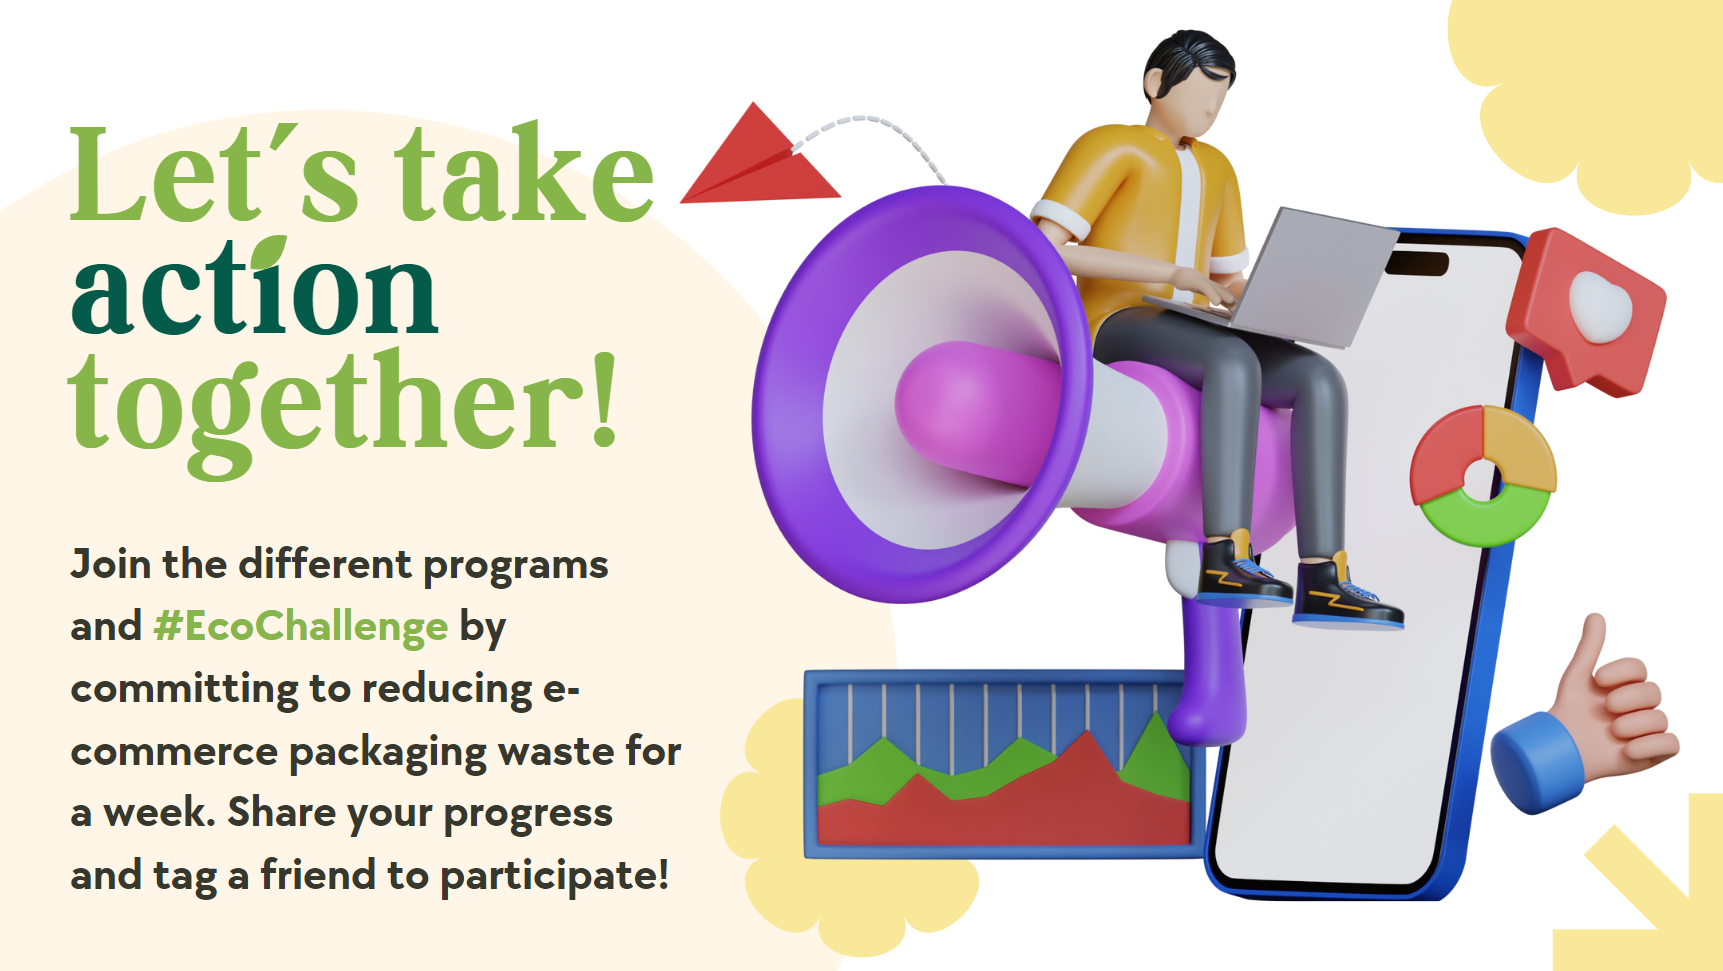 Let´s take
action
together!
Join the different programs
and #EcoChallenge by
committing to reducing e-
commerce packaging waste for
a week. Share your progress
and tag a friend to participate!